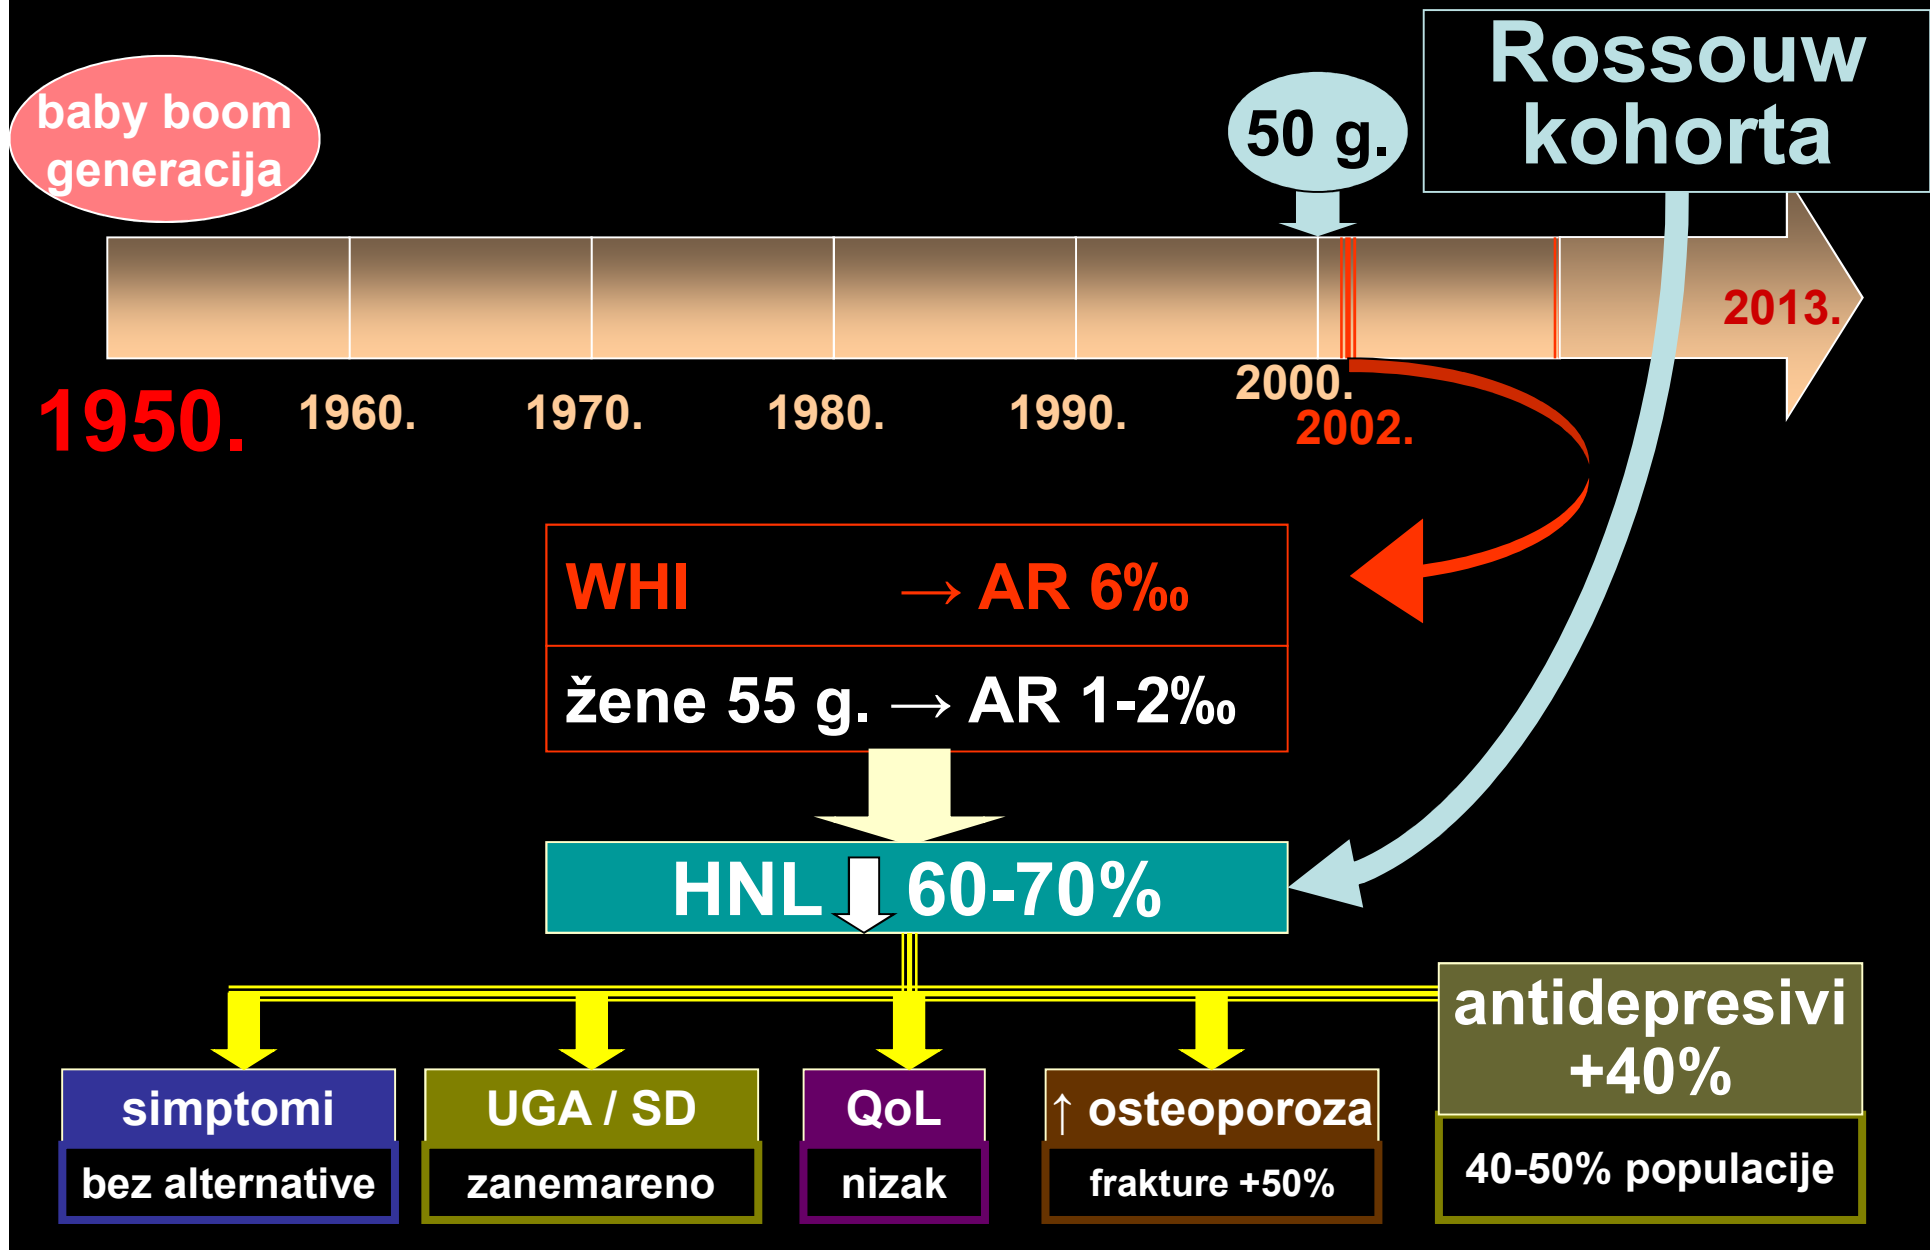 baby boom
generacija
50 g.
Rossouw
kohorta
2013.
1950.
1960.
1970.
1980.
1990.
2000.
2002.
WHI → AR 6‰
žene 55 g. → AR 1-2‰
HNL 60-70%
antidepresivi
+40%
40-50% populacije
simptomi
bez alternative
UGA / SD
zanemareno
QoL
nizak
↑ osteoporoza
frakture +50%